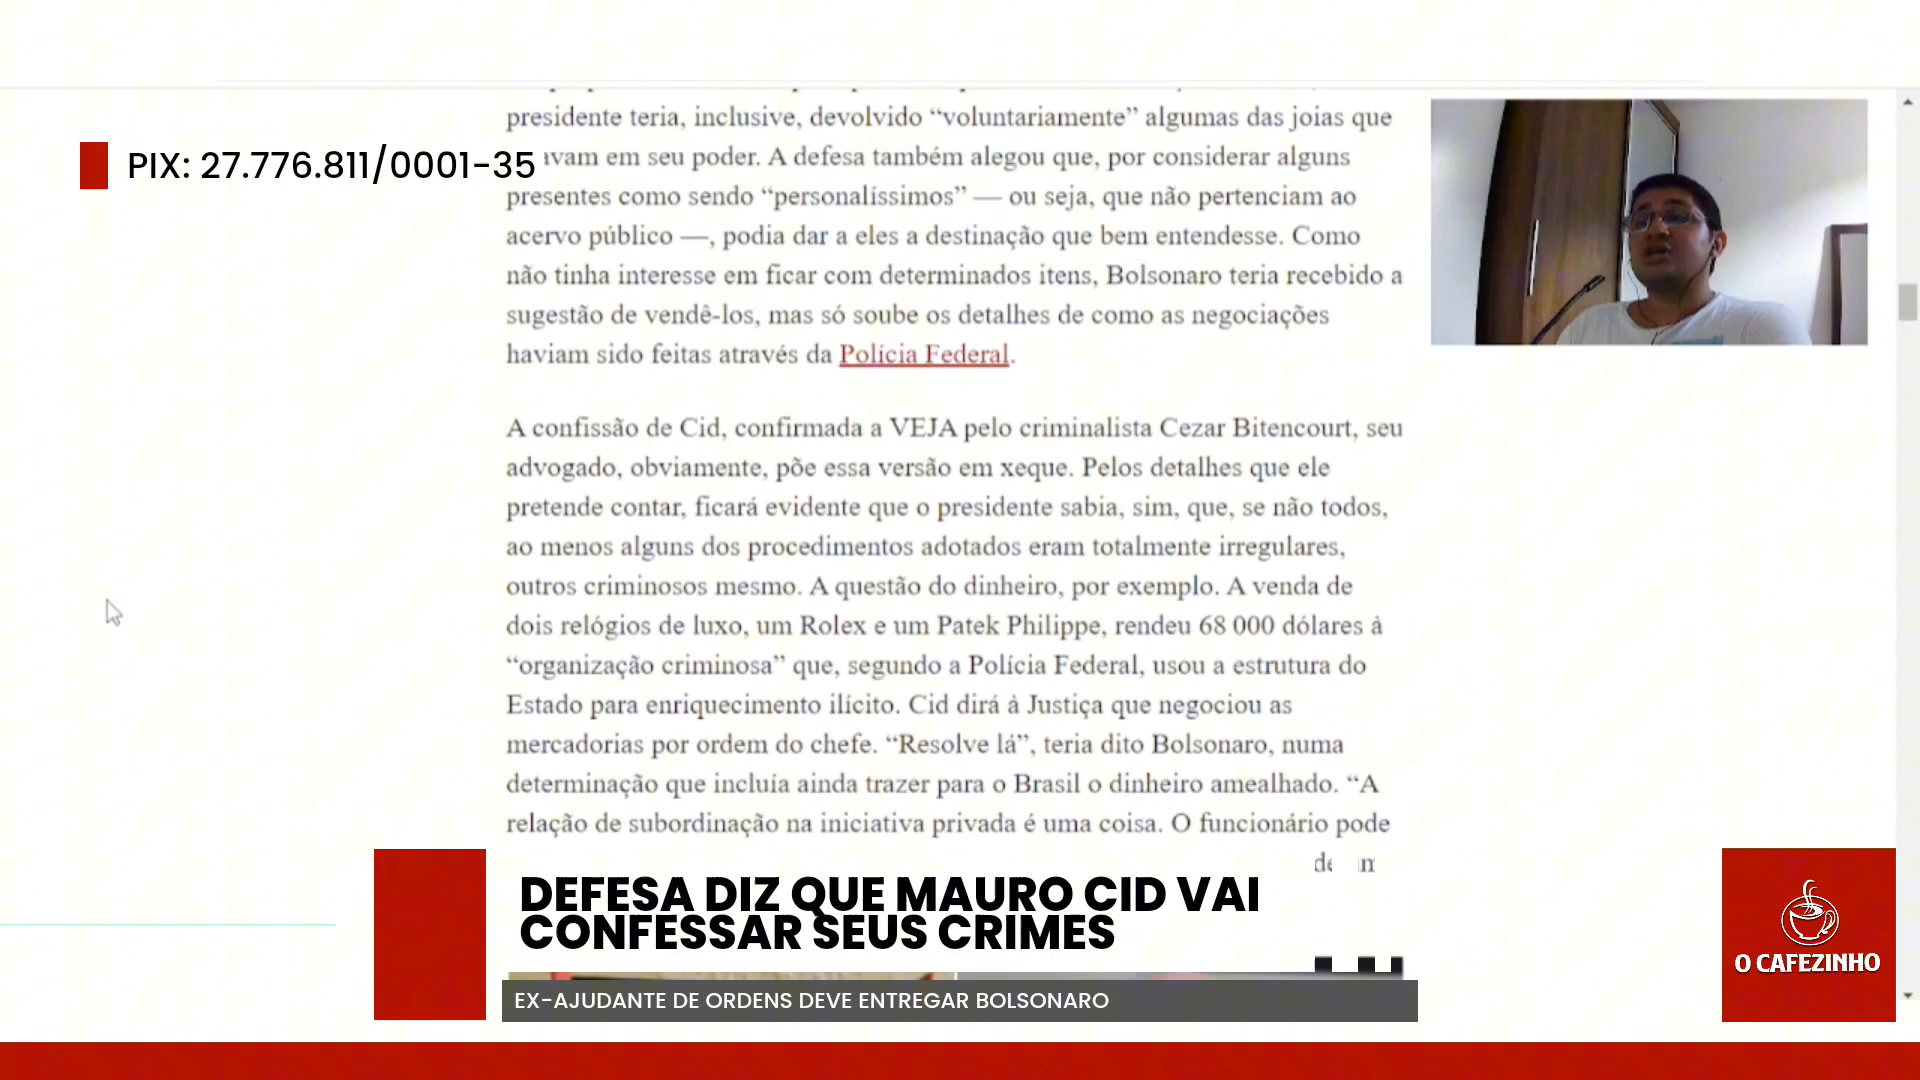 presidente teria, inclusive, devolvido “voluntariamente” algumas das joias que
PIX: 27.776.811/0001-35
em seu poder. A defesa também alegou que, por considerar alguns
presentes como sendo “personalíssimos” — ou seja, que não pertenciam ao
acervo público —, podia dar a eles a destinação que bem entendesse. Como
não tinha interesse em ficar com determinados itens, Bolsonaro teria recebido a
sugestão de vendê-los, mas só soube os detalhes de como as negociações
haviam sido feitas através da Polícia Federal.
A confissão de Cid, confirmada a VEJA pelo criminalista Cezar Bitencourt, seu
advogado, obviamente, põe essa versão em xeque. Pelos detalhes que ele
pretende contar, ficará evidente que o presidente sabia, sim, que, se não todos,
ao menos alguns dos procedimentos adotados eram totalmente irregulares,
outros criminosos mesmo. A questão do dinheiro, por exemplo. A venda de
dois relógios de luxo, um Rolex e um Patek Philippe, rendeu 68 000 dólares à
“organização criminosa” que, segundo a Polícia Federal, usou a estrutura do
Estado para enriquecimento ilícito. Cid dirá à Justiça que negociou as
mercadorias por ordem do chefe. “Resolve lá”, teria dito Bolsonaro, numa
determinação que incluía ainda trazer para o Brasil o dinheiro amealhado. “A
relação de subordinação na iniciativa privada é uma coisa. O funcionário pode
DEFESA DIZ QUE MAURO CID VAI
CONFESSAR SEUS CRIMES
EX-AJUDANTE DE ORDENS DEVE ENTREGAR BOLSONARO
O CAFEZINHO